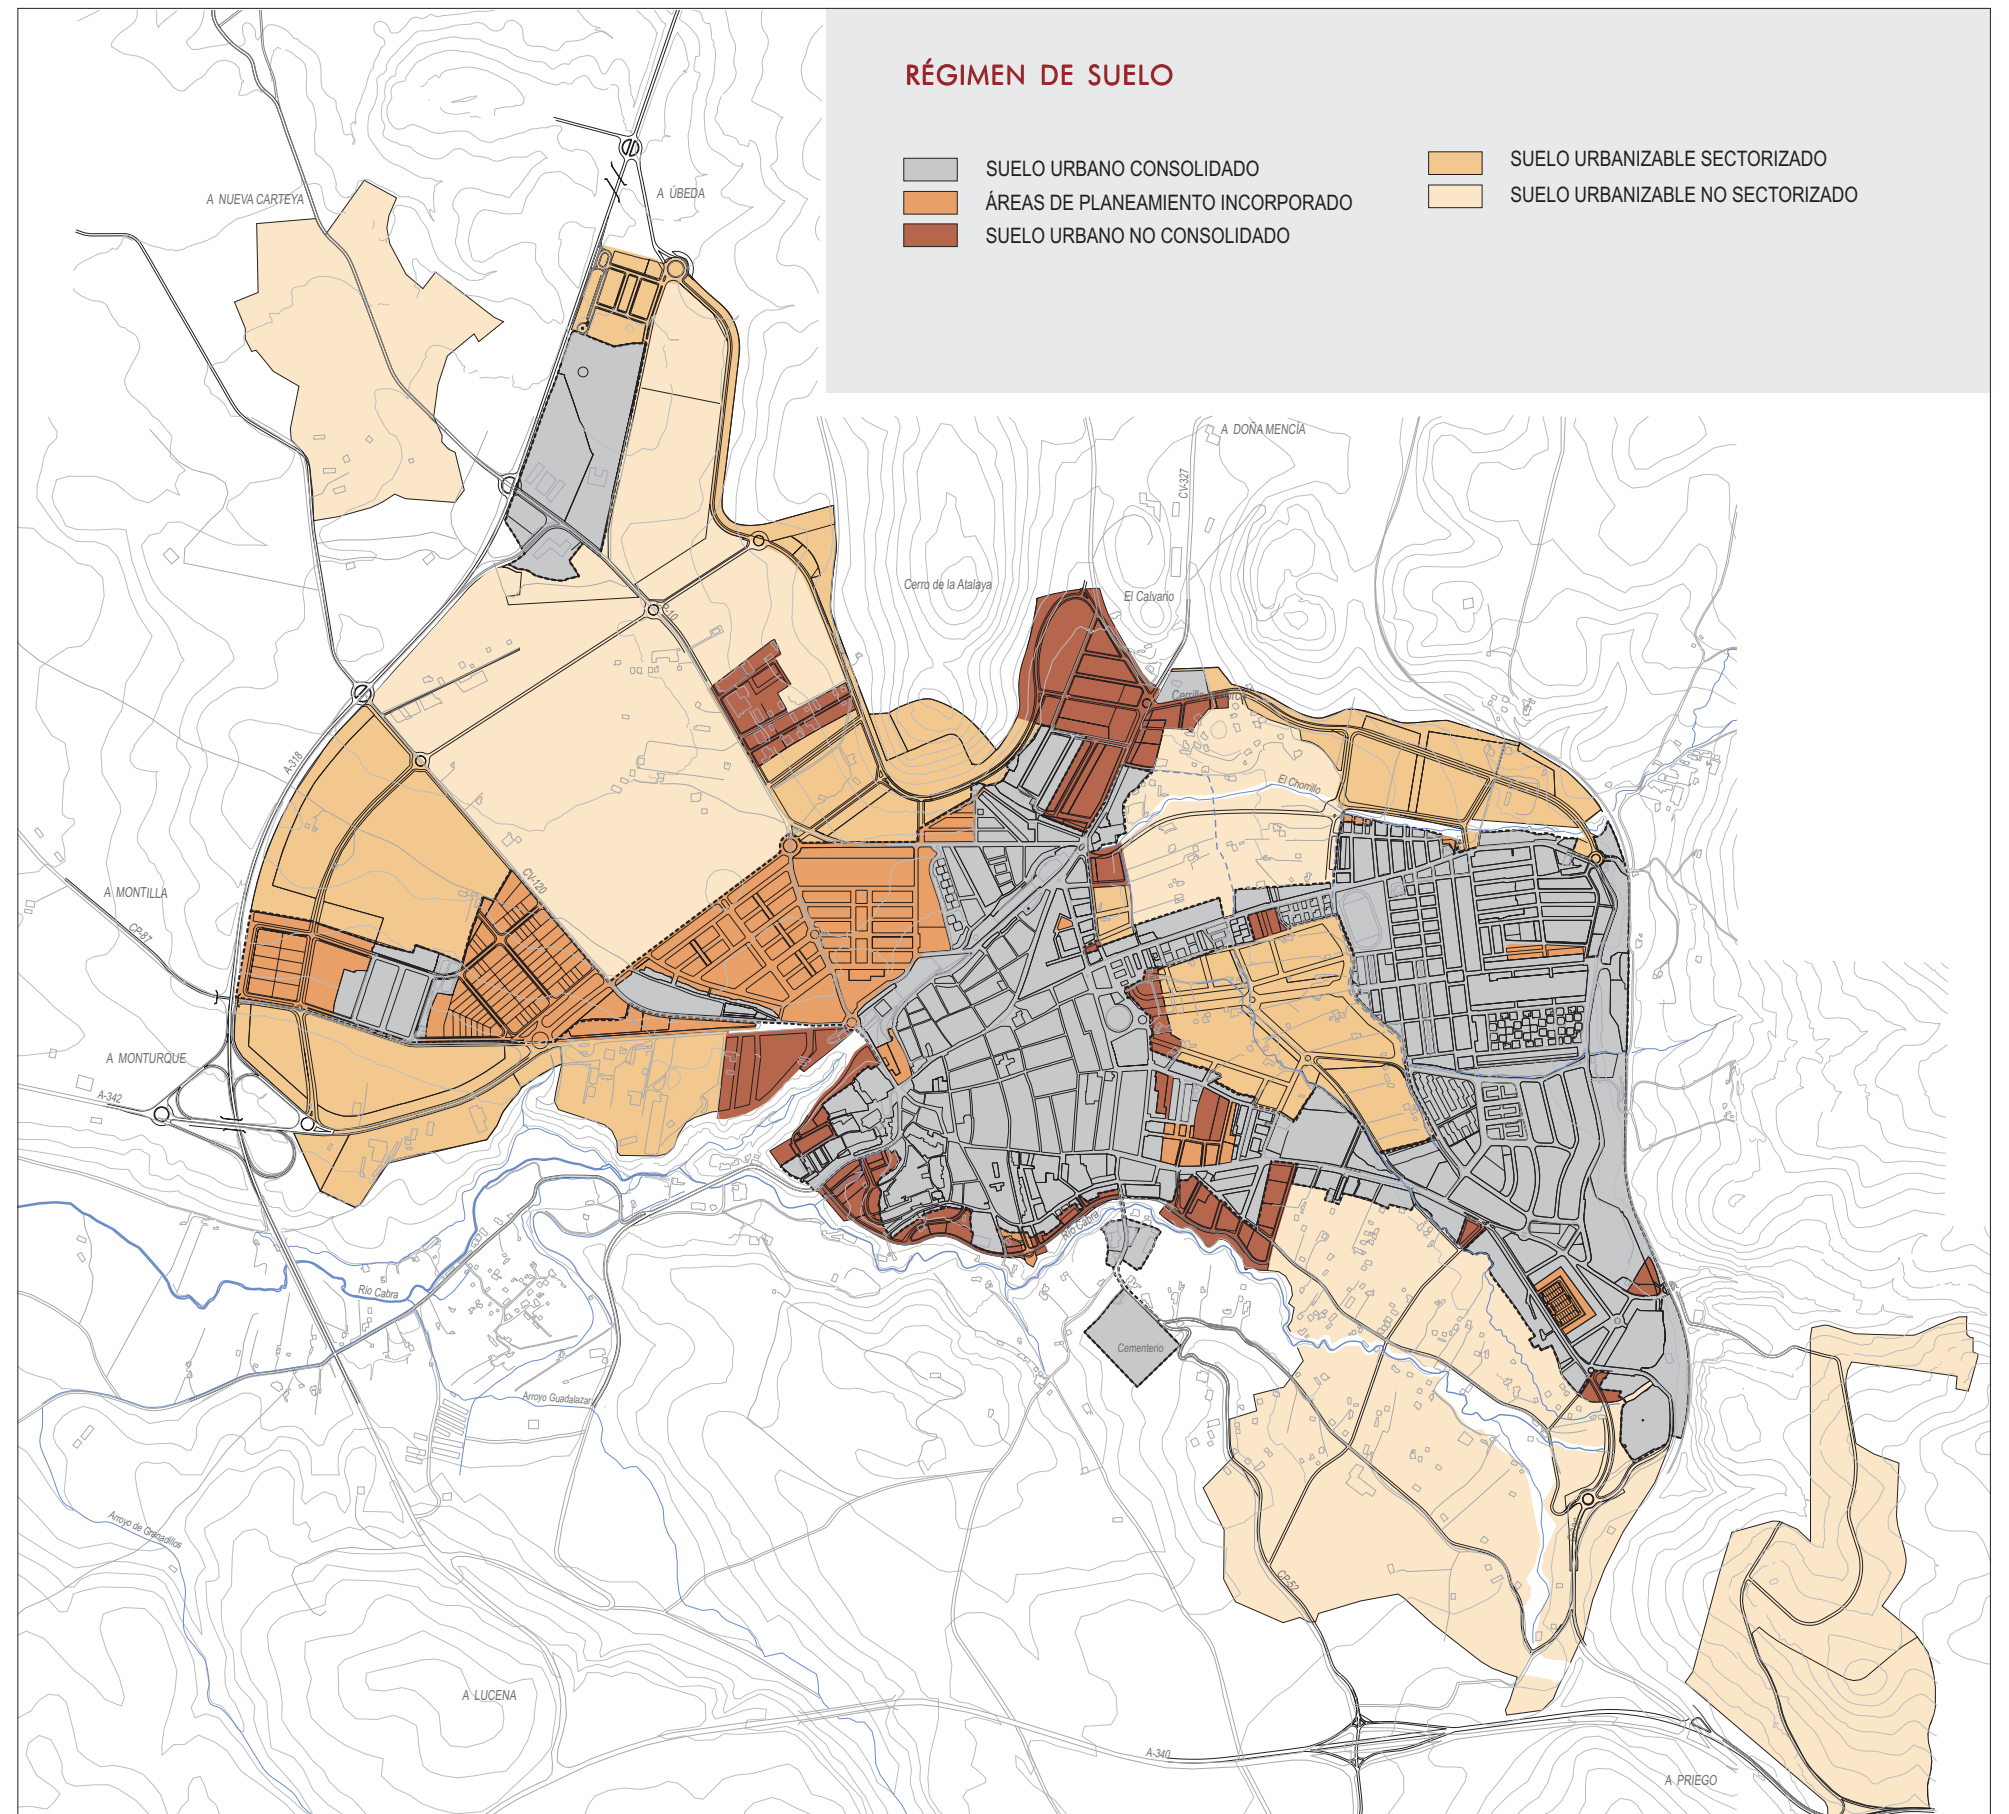 RÉGIMEN DE SUELO
SUELO URBANO CONSOLIDADO
ÁREAS DE PLANEAMIENTO INCORPORADO
SUELO URBANO NO CONSOLIDADO
SUELO URBANIZABLE SECTORIZADO
SUELO URBANIZABLE NO SECTORIZADO
A NUEVA CARTEYA
A ÚBEDA
A DOÑA MENCÍA
CV-327
Cerro de la Atalaya
El Calvario
A-318
El Chorrillo
CV-120
A MONTILLA
CP-87
A MONTURQUE
A-342
Río Cabra
Río Cabra
Cementerio
Arroyo Guadalazar
Arroyo de Granadillos
CP-52
A LUCENA
A-340
A PRIEGO